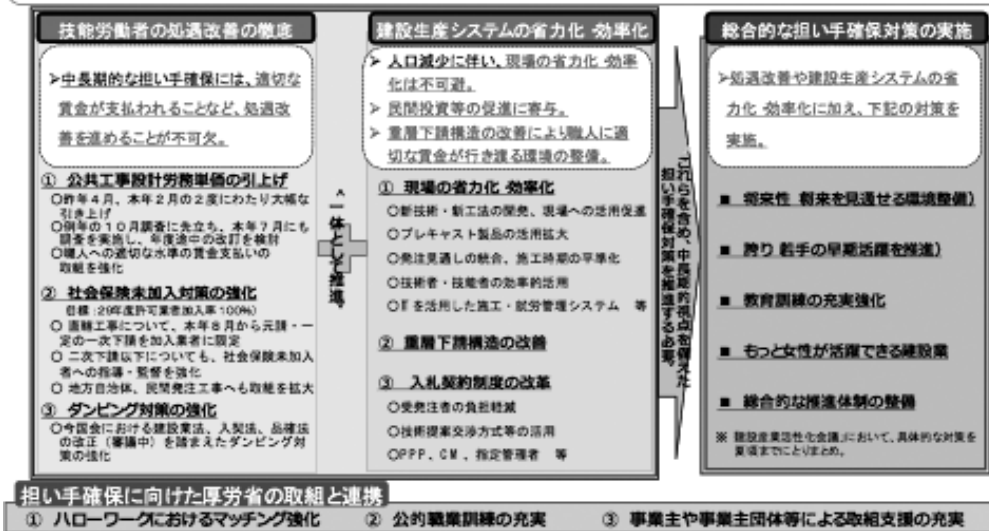 技能労働者の処遇改善の徹底
➢中長期的な担い手確保には、適切な
賃金が支払われることなど、処遇改
善を進めることが不可欠。
① 公共工事設計労務単価の引上げ
○昨年4月、本年2月の2度にわたり大幅な
引き上げ
○例年の10月調査に先立ち、本年7月にも
調査を実施し、年度途中の改訂を検討
○職人への適切な水準の賃金支払いの
取組を強化
② 社会保険未加入対策の強化
目標:29年度許可業者加入率100%)
○ 直轄工事について、本年8月から元請・一
定の一次下請を加入業者に限定
○ 二次下請以下についても、社会保険未加入
者への指導・監督を強化
○ 地方自治体、民間発注工事へも取組を拡大
③ ダンピング対策の強化
○今国会における建設業法、入契法、品確法
の改正(審議中)を踏まえたダンピング対
策の強化
^一体として推進。
建設生産システムの省力化・効率化
➢ 人口減少に伴い、現場の省力化・効率
化は不可避。
➢ 民間投資等の促進に寄与。
➢ 重層下請構造の改善により職人に適
切な賃金が行き渡る環境の整備。
① 現場の省力化・効率化
○新技術・新工法の開発、現場への活用促進
○プレキャスト製品の活用拡大
○発注見通しの統合、施工時期の平準化
○技術者・技能者の効率的活用
○ITを活用した施工・就労管理システム 等
② 重層下請構造の改善
③ 入札契約制度の改革
○受発注者の負担軽減
○技術提案交渉方式等の活用
○PPP、CM、指定管理者 等
これらを含め、中長期的視点を備えた
担い手確保対策を推進する必要。
総合的な担い手確保対策の実施
➢処遇改善や建設生産システムの省
力化・効率化に加え、下記の対策を
実施。
■ 将来性 将来を見通せる環境整備)
■ 誇り 若手の早期活躍を推進)
■ 教育訓練の充実強化
■ もっと女性が活躍できる建設業
■ 総合的な推進体制の整備
※ 建設産業活性化会議」において、具体的な対策を
夏頃までにとりまとめ。
担い手確保に向けた厚労省の取組と連携
① ハローワークにおけるマッチング強化 ② 公的職業訓練の充実 ③ 事業主や事業主団体等による取組支援の充実